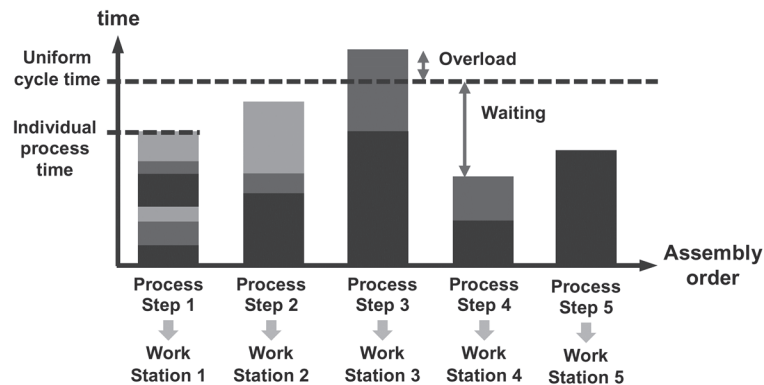 time
Uniform
cycle time
Overload
Waiting
Individual
process
time
Assembly
order
Process
Step 1
Process
Step 2
Process
Step 3
Process
Step 4
Process
Step 5
Work
Station 1
Work
Station 2
Work
Station 3
Work
Station 4
Work
Station 5